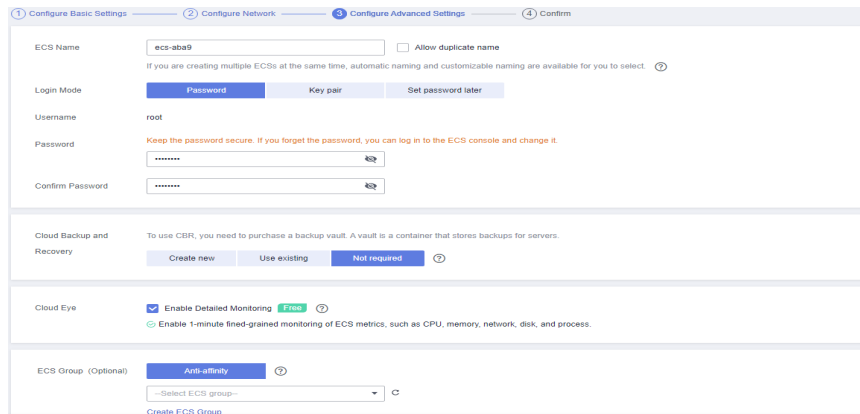 1 Configure Basic Settings 2 Configure Network 3 Configure Advanced Settings 4 Confirm
ECS Name ecs-aba9 Allow duplicate name
If you are creating multiple ECSs at the same time, automatic naming and customizable naming are available for you to select. ?
Login Mode Password Key pair Set password later
Username root
Password Keep the password secure. If you forget the password, you can log in to the ECS console and change it.
••••••••
Confirm Password ••••••••
Cloud Backup and Recovery To use CBR, you need to purchase a backup vault. A vault is a container that stores backups for servers.
Create new Use existing Not required ?
Cloud Eye Enable Detailed Monitoring Free ?
Enable 1-minute fined-grained monitoring of ECS metrics, such as CPU, memory, network, disk, and process.
ECS Group (Optional) Anti-affinity ?
--Select ECS group--
Create ECS Group